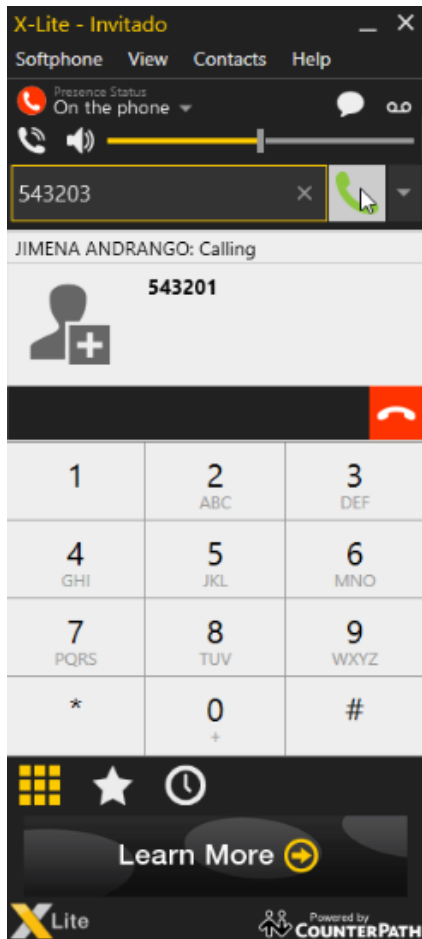 X-Lite - Invitado
Softphone View Contacts Help
Presence Status
On the phone
543203
JIMENA ANDRANGO: Calling
543201
1 2 3
ABC DEF
4 5 6
GHI JKL MNO
7 8 9
PQRS TUV WXYZ
* 0 #
+
Learn More
X Lite Powered by
COUNTERPATH